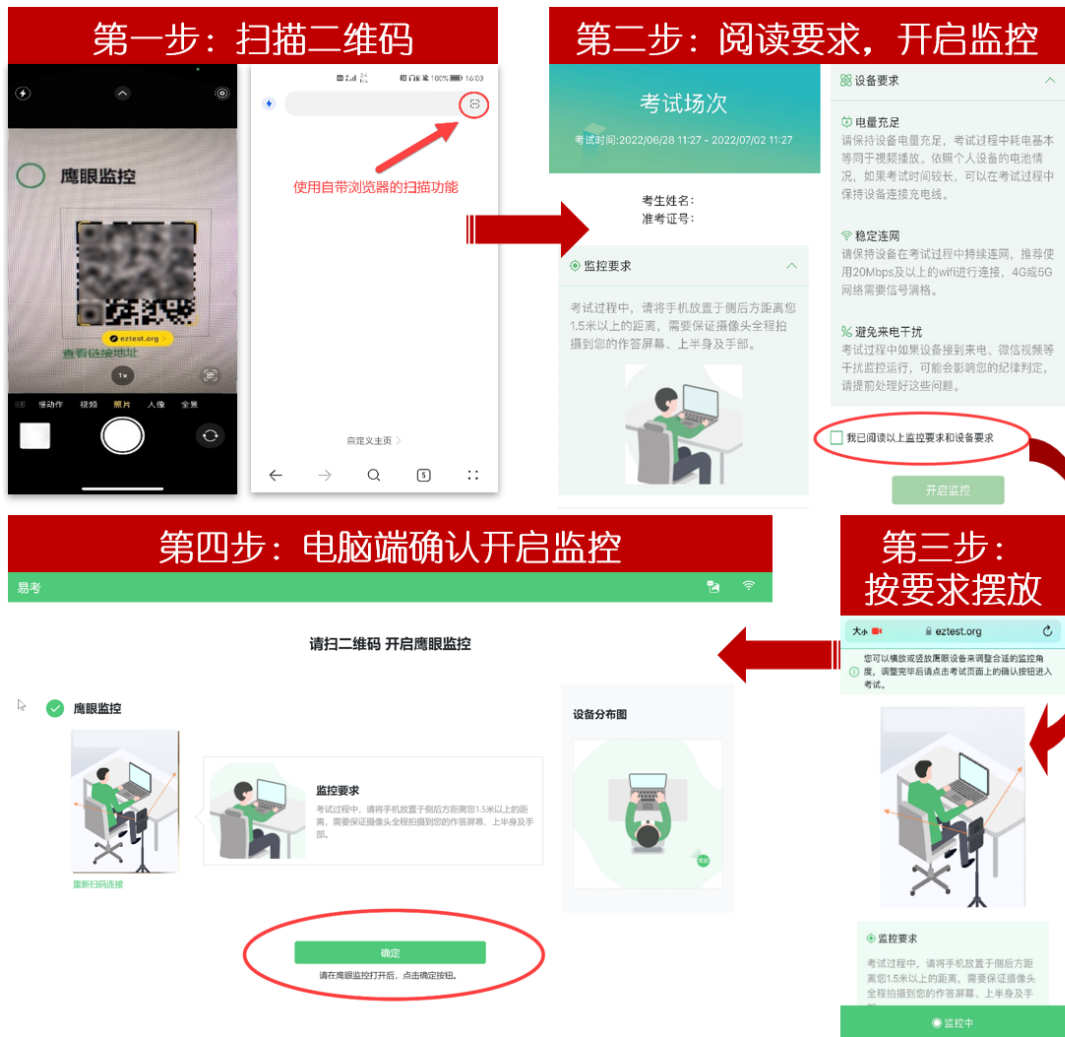 第一步：扫描二维码
鹰眼监控
eztest.org
查看链接地址
1x
慢动作 视频 照片 人像 全景
100% 16:03
使用自带浏览器的扫描功能
自定义主页
5
第二步：阅读要求，开启监控
考试场次
考试时间:2022/06/28 11:27 - 2022/07/02 11:27
考生姓名：
准考证号：
监控要求
考试过程中，请将手机放置于侧后方距离您
1.5米以上的距离，需要保证摄像头全程拍
摄到您的作答屏幕、上半身及手部。
设备要求
电量充足
请保持设备电量充足，考试过程中耗电基本
等同于视频播放。依照个人设备的电池情
况，如果考试时间较长，可以在考试过程中
保持设备连接充电线。
稳定连网
请保持设备在考试过程中持续连网，推荐使
用20Mbps及以上的wifi进行连接，4G或5G
网络需要信号满格。
避免来电干扰
考试过程中如果设备接到来电、微信视频等
干扰监控运行，可能会影响您的纪律判定，
请提前处理好这些问题。
我已阅读以上监控要求和设备要求
开启监控
第三步：
按要求摆放
大小 eztest.org
您可以横放或竖放鹰眼设备来调整合适的监控角
度，调整完毕后请点击考试页面上的确认按钮进入
考试。
监控要求
考试过程中，请将手机放置于侧后方距
离您1.5米以上的距离，需要保证摄像头
全程拍摄到您的作答屏幕、上半身及手
监控中
第四步：电脑端确认开启监控
易考
请扫二维码 开启鹰眼监控
鹰眼监控
重新扫码连接
监控要求
考试过程中，请将手机放置于侧后方距离您1.5米以上的距
离，需要保证摄像头全程拍摄到您的作答屏幕、上半身及手
部。
设备分布图
确定
请在鹰眼监控打开后，点击确定按钮。